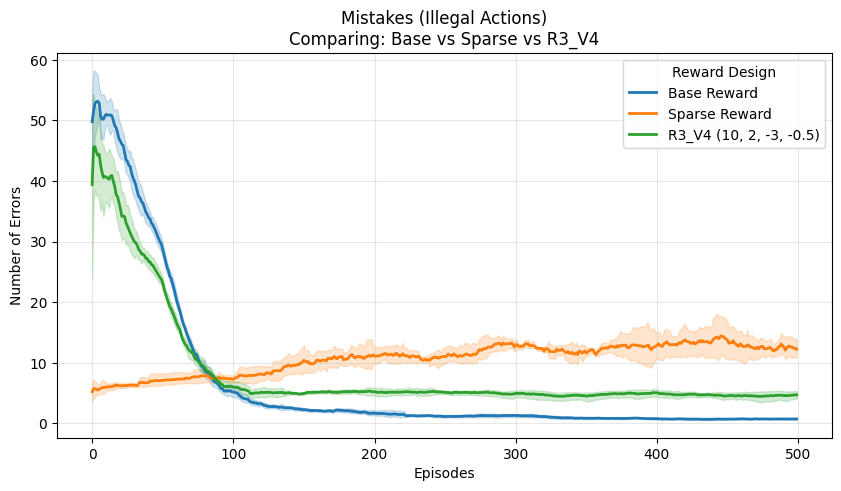 Mistakes (Illegal Actions)
Comparing: Base vs Sparse vs R3_V4
Reward Design
Base Reward
Sparse Reward
R3_V4 (10, 2, -3, -0.5)
Number of Errors
60
50
40
30
20
10
0
0 100 200 300 400 500
Episodes